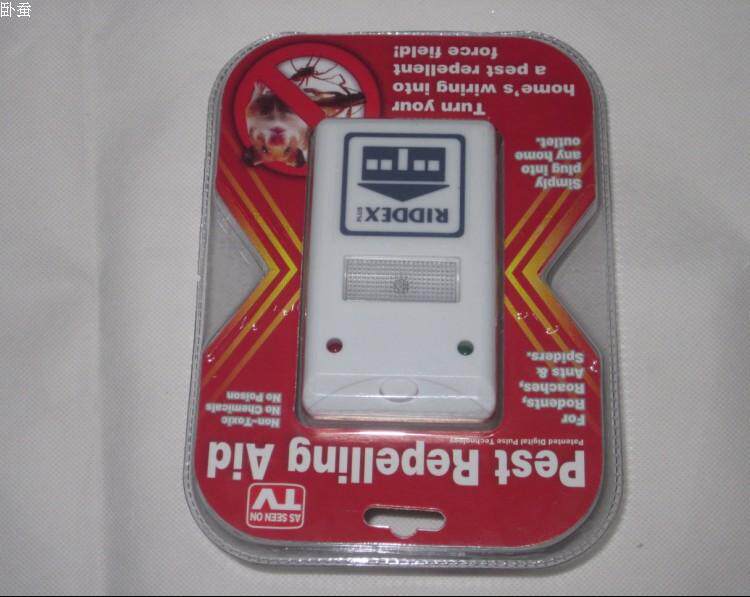 卧蚕
AS SEEN ON
TV
Pest Repelling Aid
Patented Digital Pulse Technology
For
Rodents,
Roaches,
Ants &
Spiders.
Non-Toxic
No Chemicals
No Poison
RIDDEX PLUS
Simply
plug into
any home
outlet.
Turn your
home's wiring into
a pest repellent
force field!